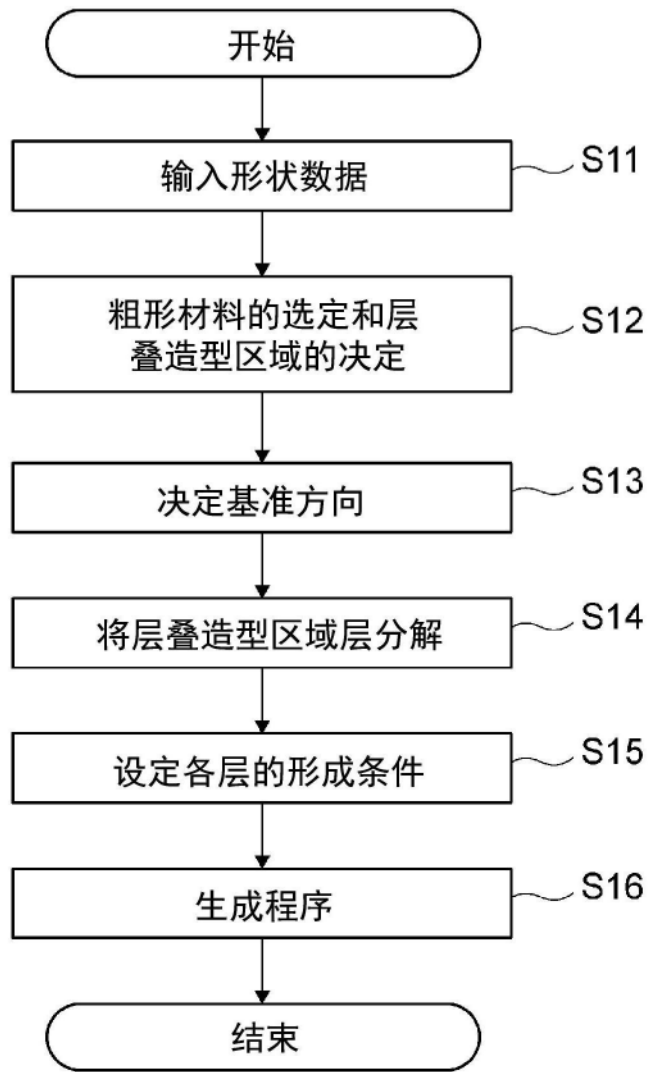 开始
输入形状数据
S11
粗形材料的选定和层
叠造型区域的决定
S12
决定基准方向
S13
将层叠造型区域层分解
S14
设定各层的形成条件
S15
生成程序
S16
结束